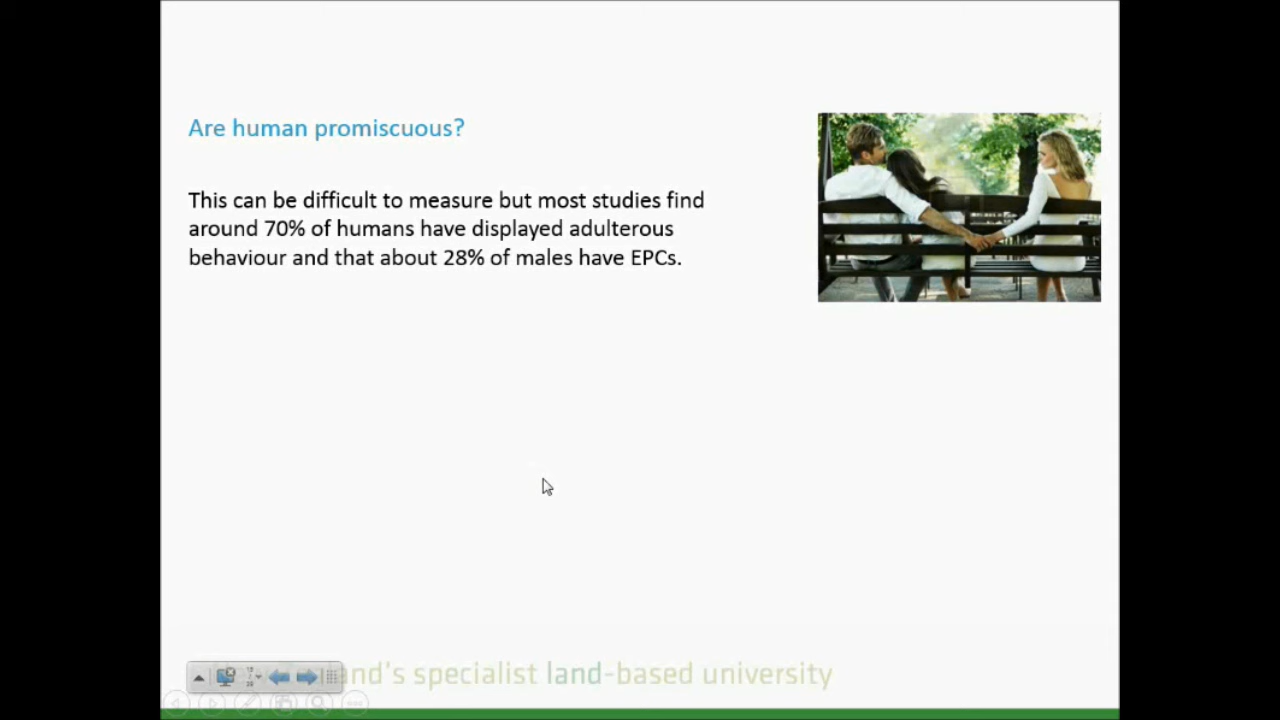 Are human promiscuous?
This can be difficult to measure but most studies find
around 70% of humans have displayed adulterous
behaviour and that about 28% of males have EPCs.
specialist land-based university